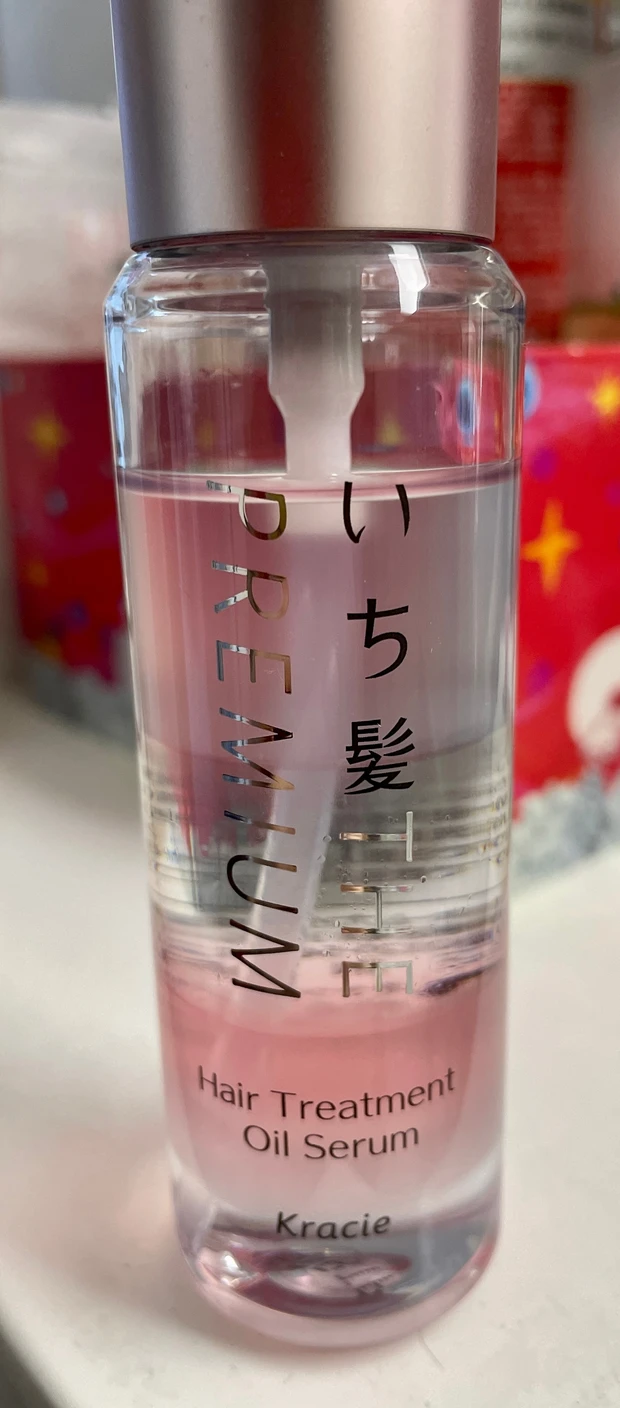 いち髪 THE
PREMIUM
Hair Treatment
Oil Serum
Kracie